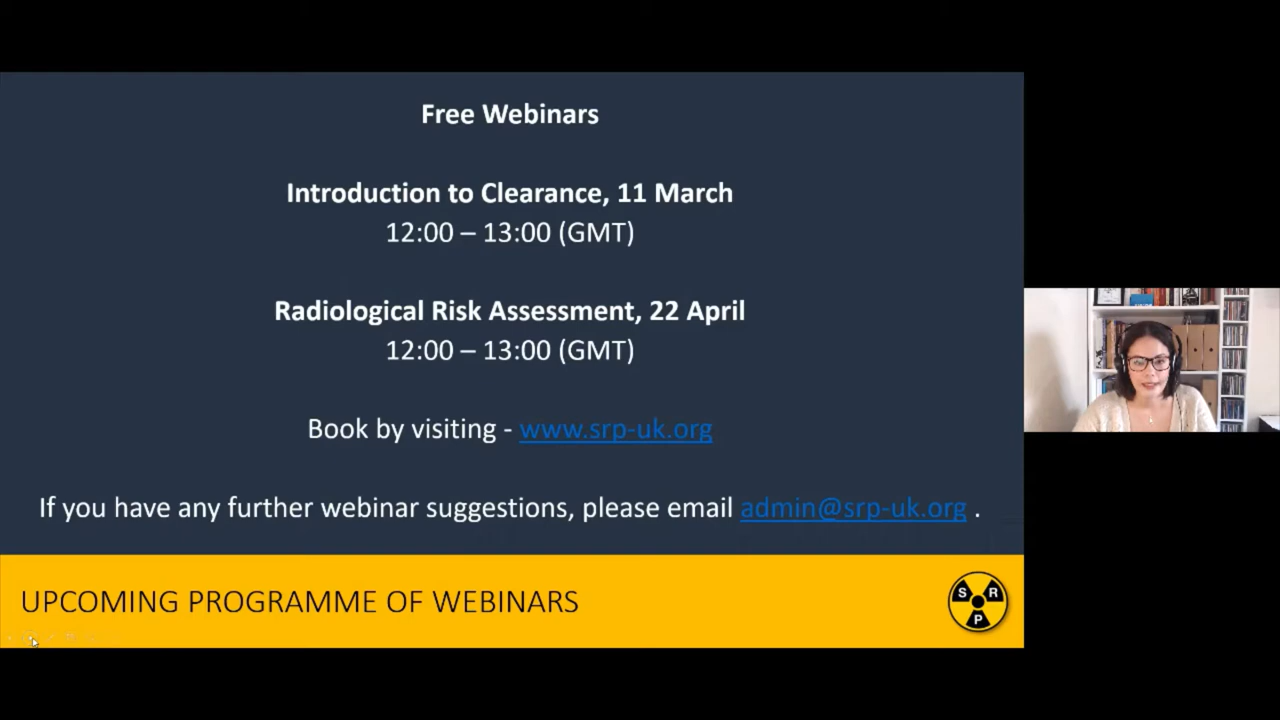 Free Webinars
Introduction to Clearance, 11 March
12:00 – 13:00 (GMT)
Radiological Risk Assessment, 22 April
12:00 – 13:00 (GMT)
Book by visiting - www.srp-uk.org
If you have any further webinar suggestions, please email admin@srp-uk.org .
UPCOMING PROGRAMME OF WEBINARS
S R
P